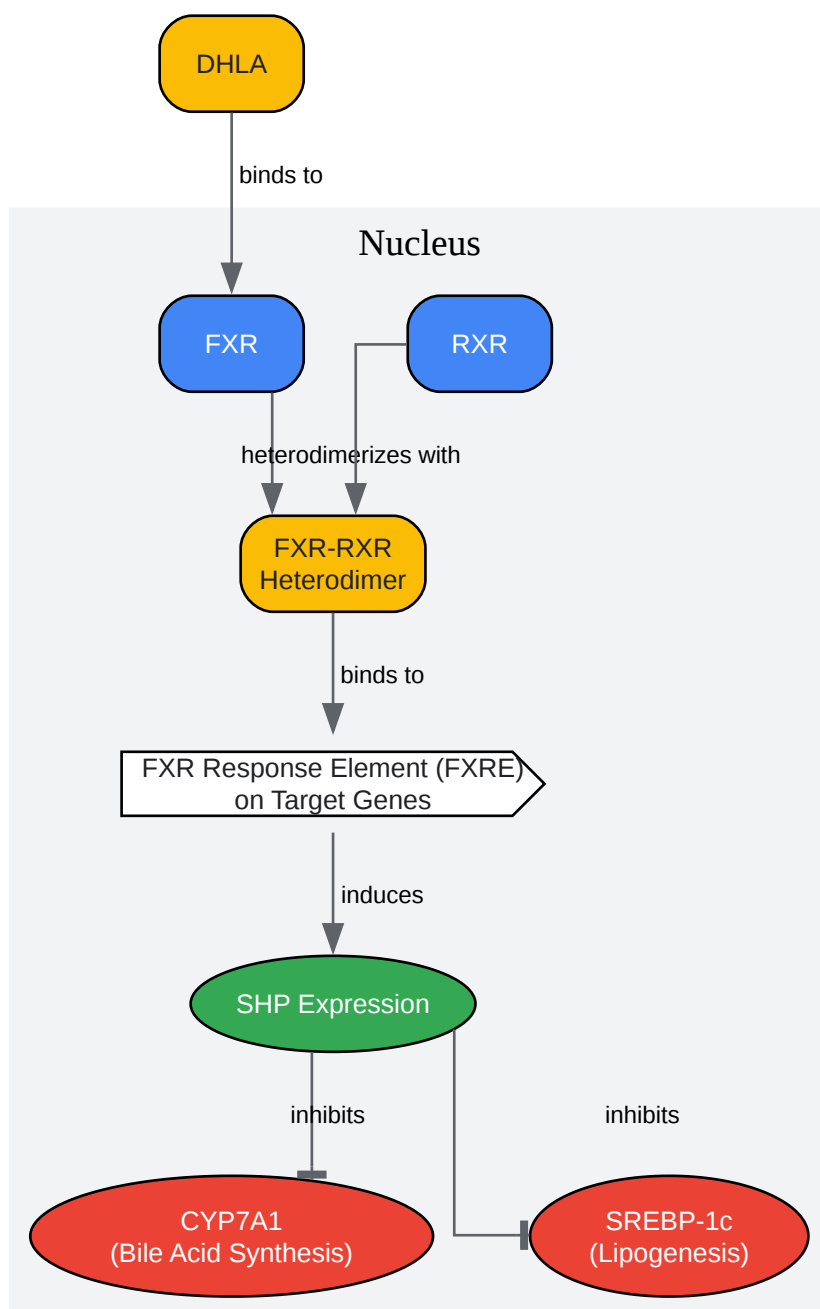 DHLA
binds to
Nucleus
FXR
RXR
heterodimerizes with
FXR-RXR
Heterodimer
binds to
FXR Response Element (FXRE)
on Target Genes
induces
SHP Expression
inhibits
inhibits
CYP7A1
(Bile Acid Synthesis)
SREBP-1c
(Lipogenesis)